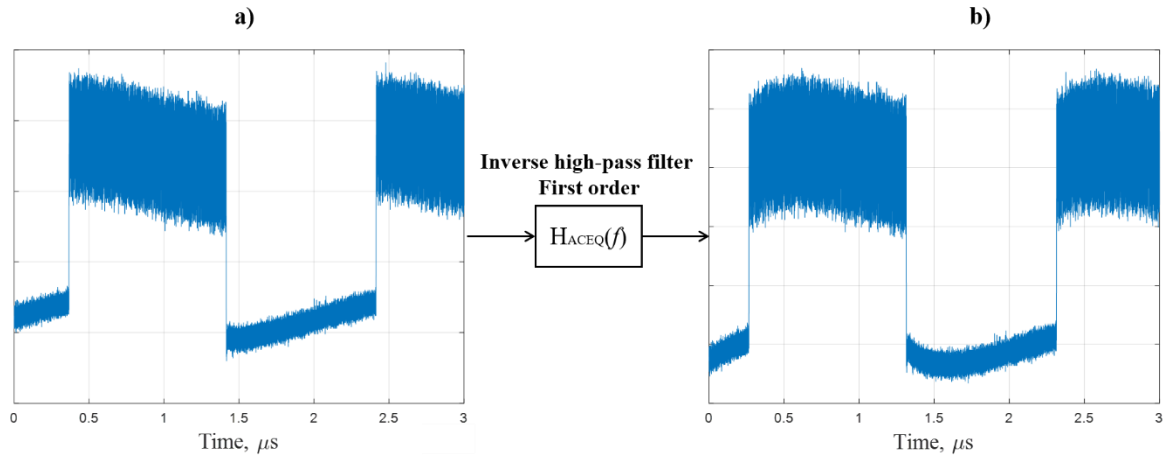 a)
b)
Inverse high-pass filter
First order
HACEQ(f)
0 0.5 1 1.5 2 2.5 3
Time, μs
0 0.5 1 1.5 2 2.5 3
Time, μs